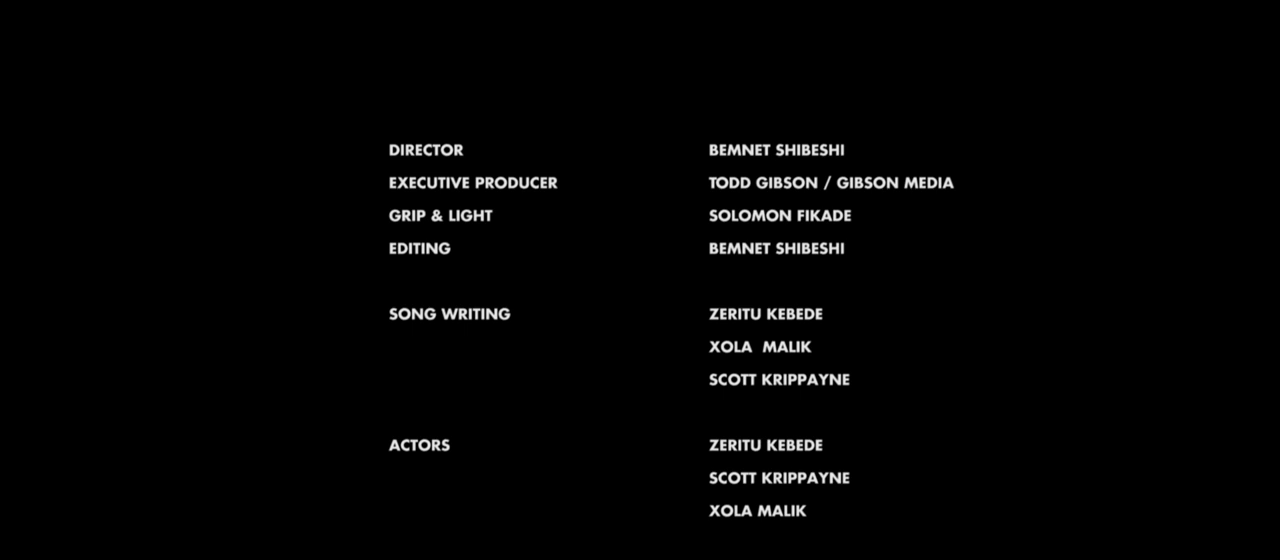 DIRECTOR BEMNET SHIBESHI
EXECUTIVE PRODUCER TODD GIBSON / GIBSON MEDIA
GRIP & LIGHT SOLOMON FIKADE
EDITING BEMNET SHIBESHI
SONG WRITING ZERITU KEBEDE
XOLA  MALIK
SCOTT KRIPPAYNE
ACTORS ZERITU KEBEDE
SCOTT KRIPPAYNE
XOLA MALIK